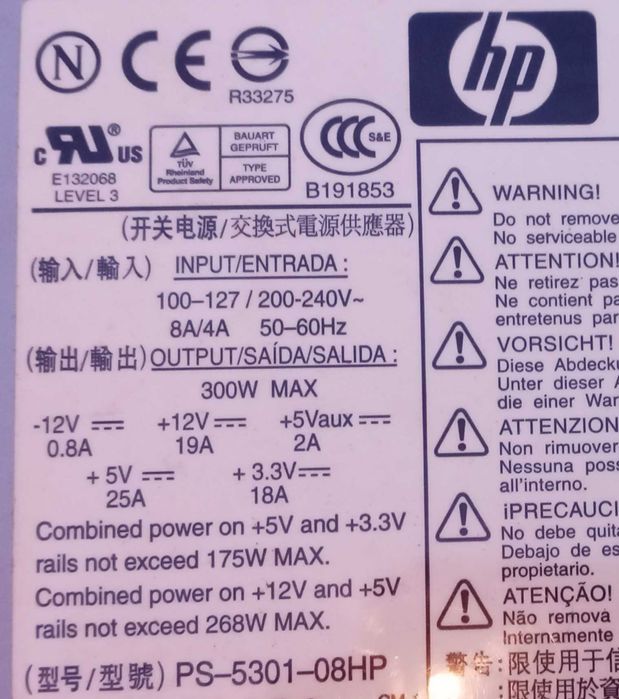 N CE
R33275
hp
c RU ® US
E132068
LEVEL 3
TÜV
Rheinland
Product Safety
BAUART
GEPRUFT
TYPE
APPROVED
CCC S&E
B191853
(开关电源/交換式電源供應器)
(输入/輸入) INPUT/ENTRADA :
100–127 / 200-240V~
8A/4A 50–60Hz
(输出/輸出) OUTPUT/SAÍDA/SALIDA :
300W MAX
-12V +12V +5Vaux
0.8A 19A 2A
+ 5V + 3.3V
25A 18A
Combined power on +5V and +3.3V
rails not exceed 175W MAX.
Combined power on +12V and +5V
rails not exceed 268W MAX.
(型号/型號) PS–5301–08HP
WARNING!
Do not remove
No serviceable
ATTENTION!
Ne retirez pas
Ne contient
entretenus par
VORSICHT!
Diese
Unter dieser
die einer
ATTENZION
Non rimuover
Nessuna
all'interno.
¡PRECAUCI
No debe
Debajo de
propietario.
ATENÇÃO!
Não remova
Internamente
警告:限使用于
:限使用於